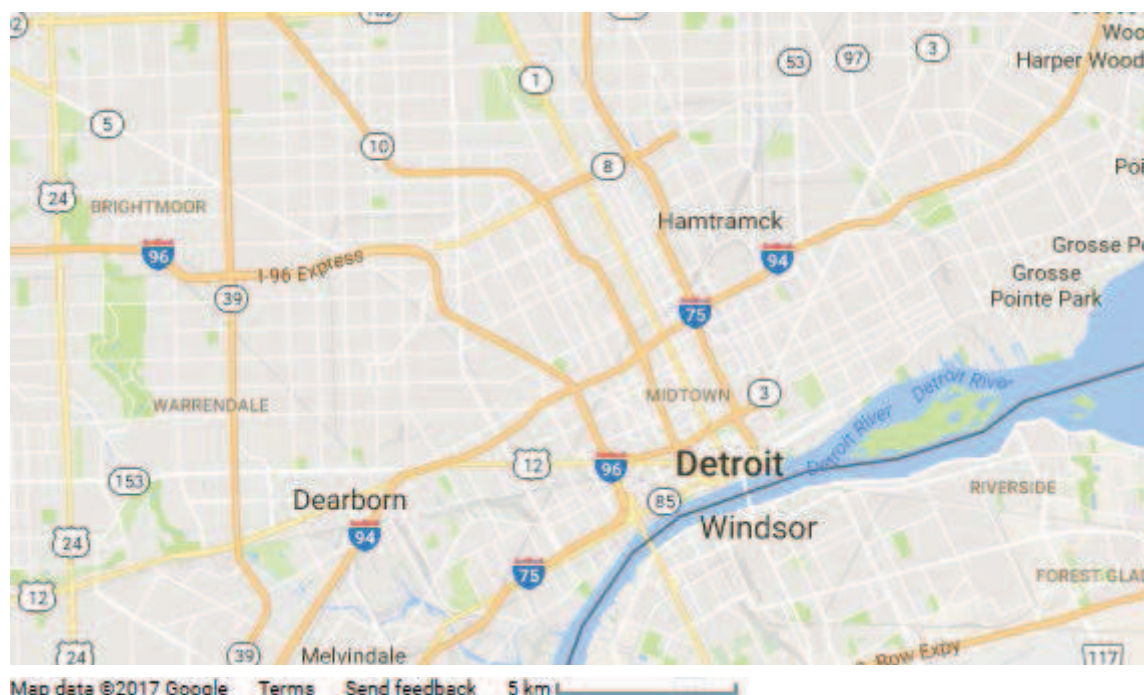 102
Woo
53
97
3
Harper Wood
1
5
10
8
24
BRIGHTMOOR
Poi
Hamtramck
96
I-96 Express
94
Grosse Po
Grosse
Pointe Park
39
75
Detroit River
WARRENDALE
MIDTOWN
3
Detroit River
12
96
Detroit
153
85
RIVERSIDE
Dearborn
Windsor
94
24
75
FOREST GLA
12
24
39
Melvindale
Row Expy
117
Map data ©2017 Google Terms Send feedback 5 km